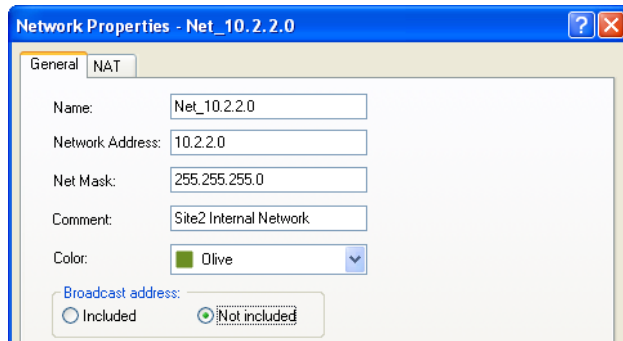 Network Properties - Net_10.2.2.0
General NAT
Name: Net_10.2.2.0
Network Address: 10.2.2.0
Net Mask: 255.255.255.0
Comment: Site2 Internal Network
Color: Olive
Broadcast address:
Included Not included